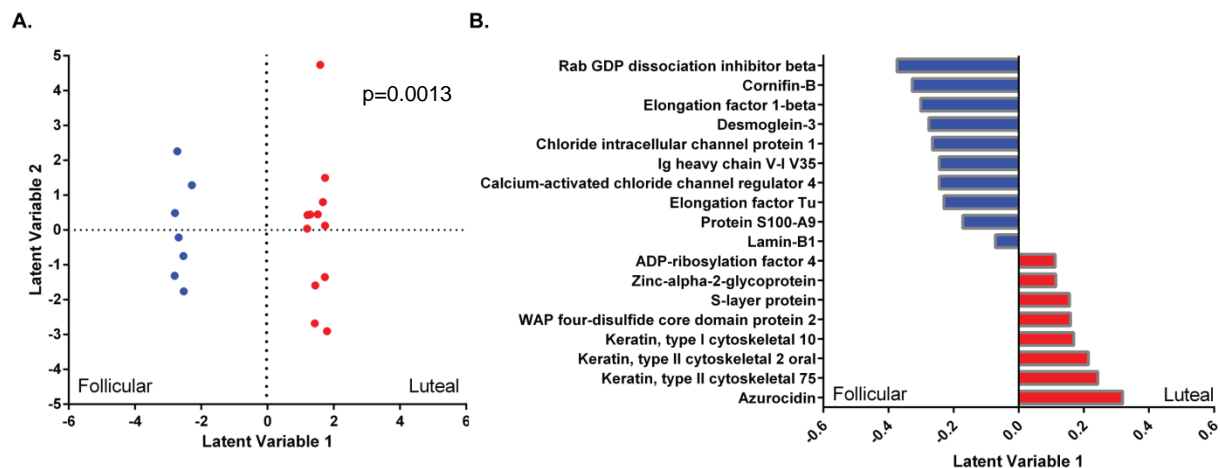 A.
p=0.0013
Latent Variable 2
5
4
3
2
1
0
-1
-2
-3
-4
-5
Follicular
Luteal
-6
-4
-2
0
2
4
6
Latent Variable 1
B.
Rab GDP dissociation inhibitor beta
Cornifin-B
Elongation factor 1-beta
Desmoglein-3
Chloride intracellular channel protein 1
Ig heavy chain V-I V35
Calcium-activated chloride channel regulator 4
Elongation factor Tu
Protein S100-A9
Lamin-B1
ADP-ribosylation factor 4
Zinc-alpha-2-glycoprotein
S-layer protein
WAP four-disulfide core domain protein 2
Keratin, type I cytoskeletal 10
Keratin, type II cytoskeletal 2 oral
Keratin, type II cytoskeletal 75
Azurocidin
Follicular
Luteal
-0.6
-0.4
-0.2
0.0
0.2
0.4
0.6
Latent Variable 1